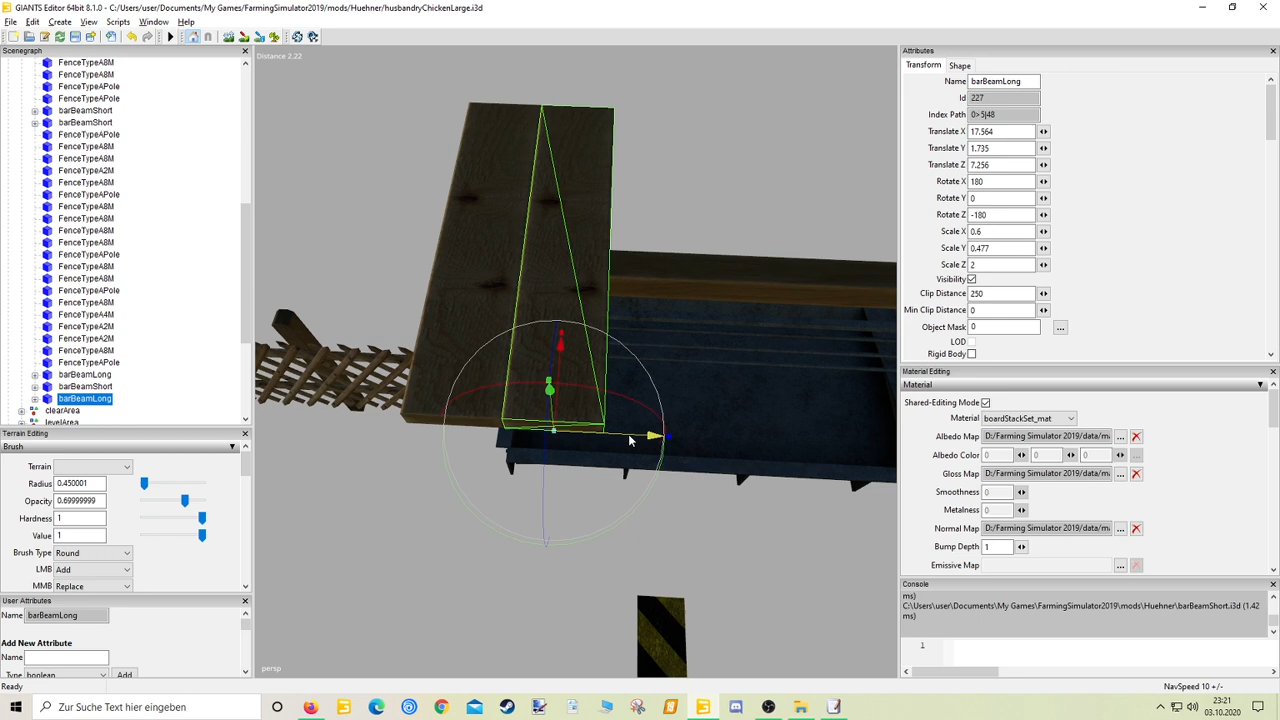 GIANTS Editor 64bit 8.1.0 - C:/Users/user/Documents/My Games/FarmingSimulator2019/mods/Huehner/husbandryChickenLarge.i3d
File Edit Create View Scripts Window Help
Scenegraph
FenceTypeA8M
FenceTypeA8M
FenceTypeAPole
FenceTypeAPole
barBeamShort
barBeamShort
FenceTypeAPole
FenceTypeA8M
FenceTypeA8M
FenceTypeA2M
FenceTypeA8M
FenceTypeAPole
FenceTypeA8M
FenceTypeA8M
FenceTypeA8M
FenceTypeA8M
FenceTypeAPole
FenceTypeA8M
FenceTypeA8M
FenceTypeAPole
FenceTypeA8M
FenceTypeA4M
FenceTypeA2M
FenceTypeA2M
FenceTypeA8M
FenceTypeAPole
barBeamLong
barBeamShort
barBeamLong
clearArea
levelArea
Terrain Editing
Brush
Terrain
Radius 0.450001
Opacity 0.69999999
Hardness 1
Value 1
Brush Type Round
LMB Add
MMB Replace
User Attributes
Name barBeamLong
Add New Attribute
Name
Type boolean Add
Ready
Distance 2.22
persp
Attributes
Transform Shape
Name barBeamLong
Id 227
Index Path 0>5|48
Translate X 17.564
Translate Y 1.735
Translate Z 7.256
Rotate X 180
Rotate Y 0
Rotate Z -180
Scale X 0.6
Scale Y 0.477
Scale Z 2
Visibility
Clip Distance 250
Min Clip Distance 0
Object Mask 0 ...
LOD
Rigid Body
Material Editing
Material
Shared-Editing Mode
Material boardStackSet_mat
Albedo Map D:/Farming Simulator 2019/data/ma ...
Albedo Color 0 0 0 ...
Gloss Map D:/Farming Simulator 2019/data/ma ...
Smoothness 0
Metalness 0
Normal Map D:/Farming Simulator 2019/data/ma ...
Bump Depth 1
Emissive Map ...
Console
ms)
C:\Users\user\Documents\My Games\FarmingSimulator2019\mods\Huehner\barBeamShort.i3d (1.42
ms)
1
NavSpeed 10 +/-
Zur Suche Text hier eingeben
23:21
03.10.2020